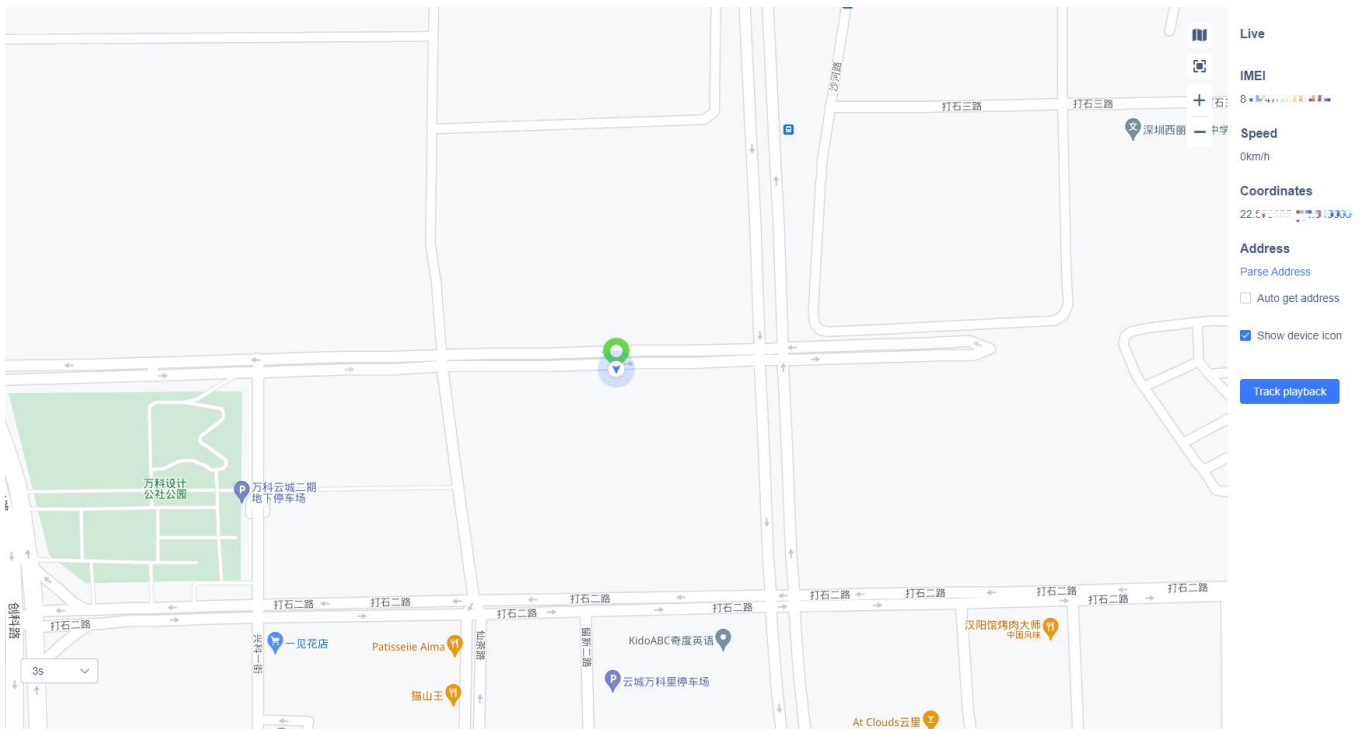 Live
IMEI
Speed
0km/h
Coordinates
Address
Parse Address
Auto get address
Show device icon
Track playback
沙河路
打石三路
打石三路
万科设计
公社公园
P
万科云城二期
地下停车场
创科路
打石二路
打石二路
打石二路
打石二路
打石二路
打石二路
打石二路
打石二路
打石二路
打石二路
打石二路
仙茶路
留新二路
一见花店
Patisseiie Aima
KidoABC奇度英语
汉阳馆烤肉大师
中国风味
猫山王
P
云城万科里停车场
At Clouds云里
3s